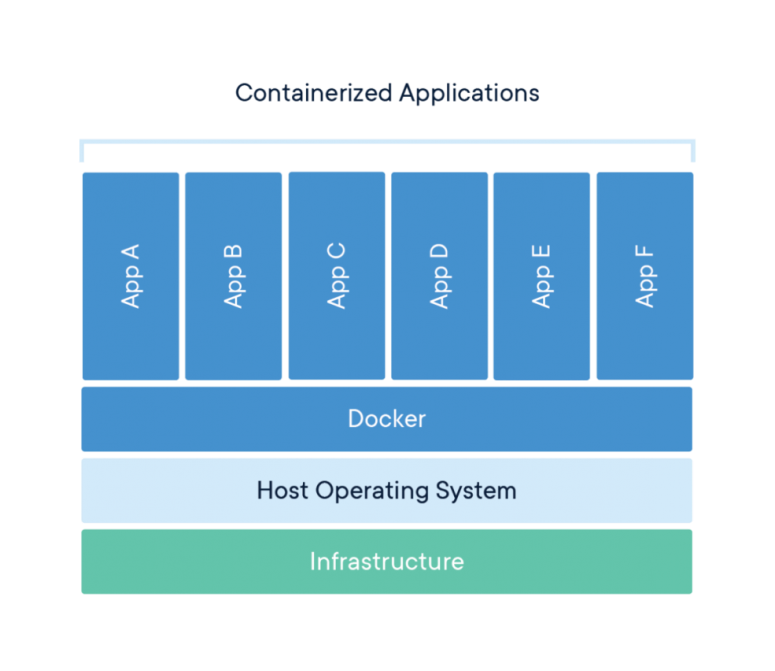 Containerized Applications
App A
App B
App C
App D
App E
App F
Docker
Host Operating System
Infrastructure